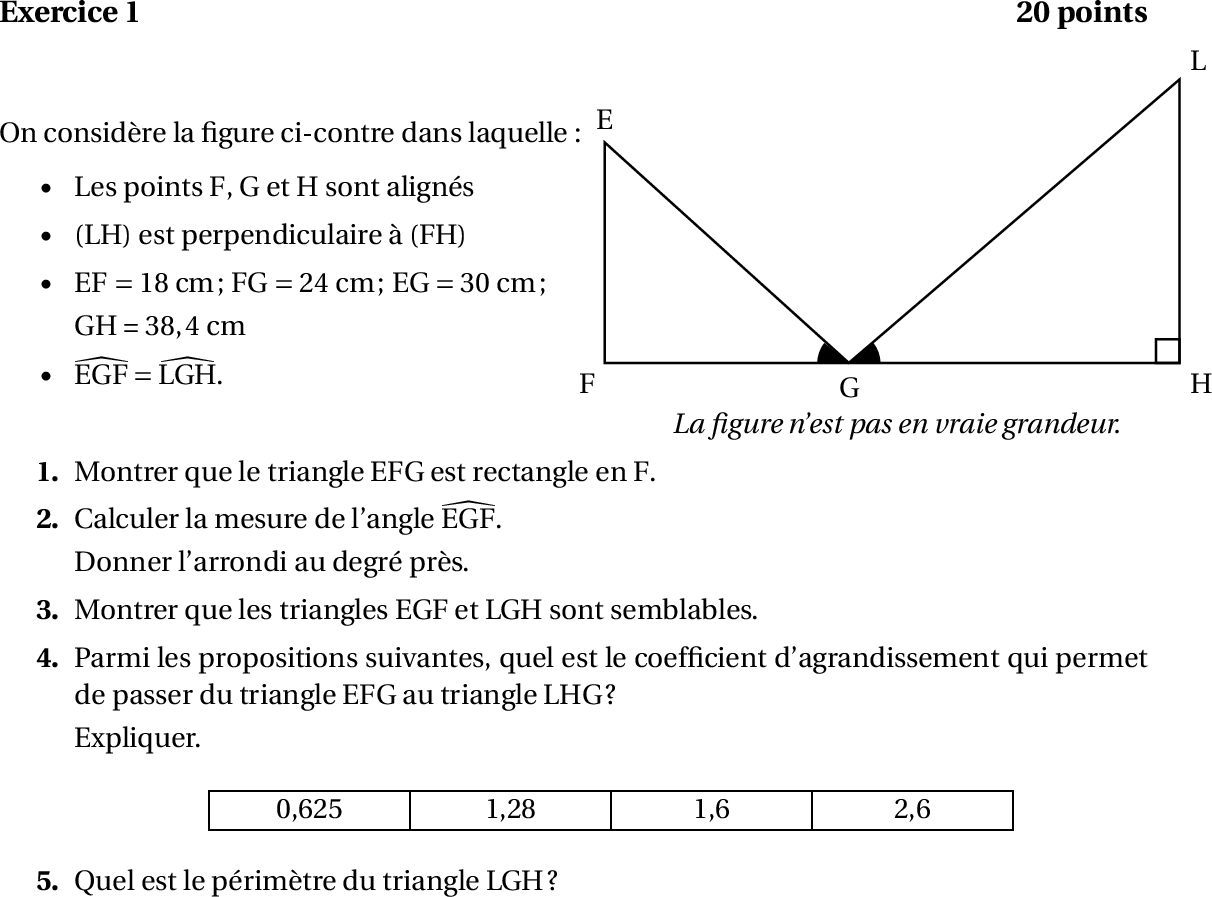 Exercice 1 20 points
L
On considère la figure ci-contre dans laquelle : E
• Les points F, G et H sont alignés
• (LH) est perpendiculaire à (FH)
• EF = 18 cm ; FG = 24 cm ; EG = 30 cm ;
GH = 38,4 cm
• EGF = LGH.
F G H
La figure n'est pas en vraie grandeur.
1. Montrer que le triangle EFG est rectangle en F.
2. Calculer la mesure de l'angle EGF.
Donner l'arrondi au degré près.
3. Montrer que les triangles EGF et LGH sont semblables.
4. Parmi les propositions suivantes, quel est le coefficient d'agrandissement qui permet
de passer du triangle EFG au triangle LHG ?
Expliquer.
0,625 1,28 1,6 2,6
5. Quel est le périmètre du triangle LGH ?